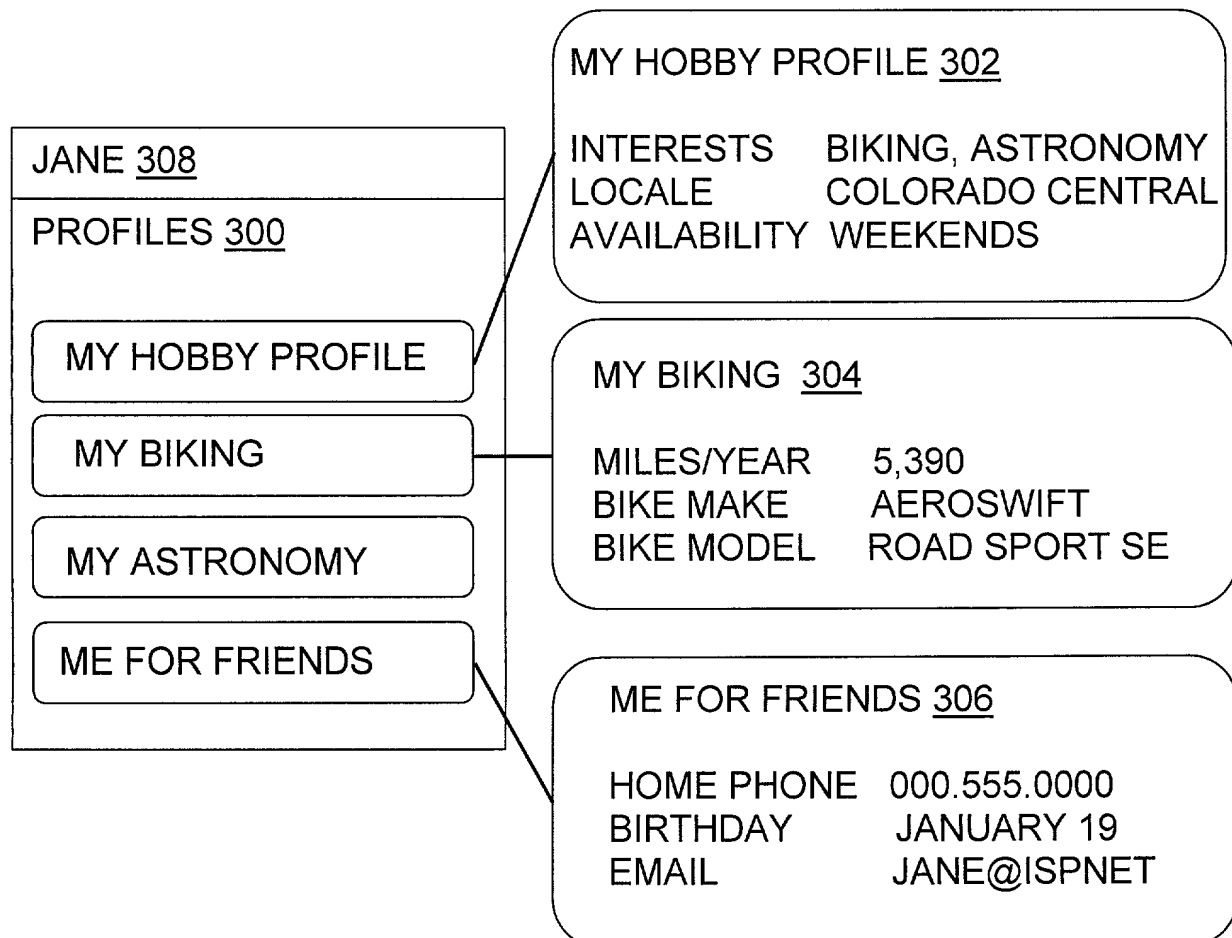 JANE 308
PROFILES 300
MY HOBBY PROFILE
MY BIKING
MY ASTRONOMY
ME FOR FRIENDS
MY HOBBY PROFILE 302
INTERESTS BIKING, ASTRONOMY
LOCALE COLORADO CENTRAL
AVAILABILITY WEEKENDS
MY BIKING 304
MILES/YEAR 5,390
BIKE MAKE AEROSWIFT
BIKE MODEL ROAD SPORT SE
ME FOR FRIENDS 306
HOME PHONE 000.555.0000
BIRTHDAY JANUARY 19
EMAIL JANE@ISPNET